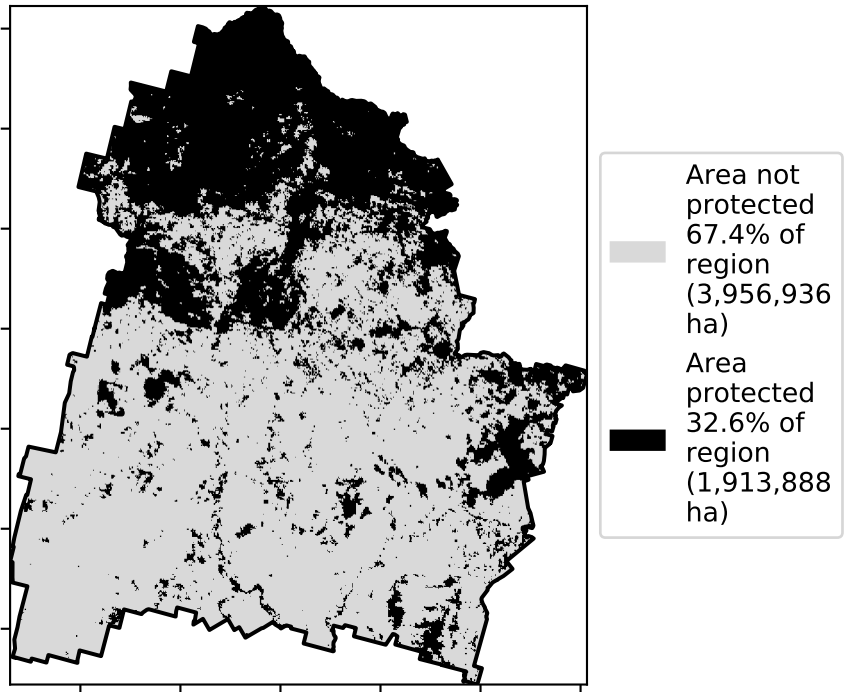 Area not
protected
67.4% of
region
(3,956,936
ha)
Area
protected
32.6% of
region
(1,913,888
ha)